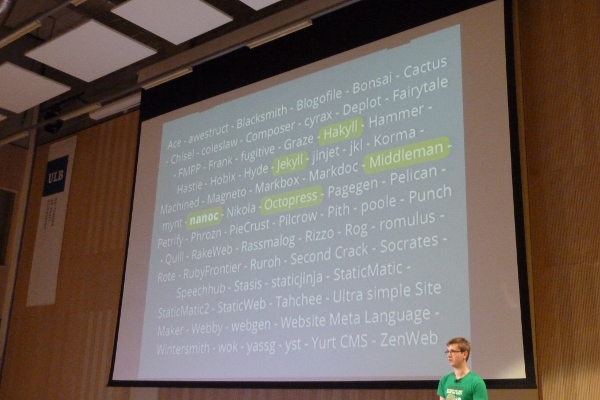 Ace - awestruct - Blacksmith - Blogofile - Bonsai - Cactus
- Chisel - coleslaw - Composer - cyrax - Deplot - Fairytale
- FMPP - Frank - fugitive - Graze - Hakyll - Hammer -
Hastie - Hobix - Hyde - Jekyll - jinjet - jkl - Korma -
Machined - Magneto - Markbox - Markdoc - Middleman -
mynt - nanoc - Nikola - Octopress - Pagegen - Pelican -
Petrify - Phrozn - PieCrust - Pilcrow - Pith - poole - Punch
- Quill - RakeWeb - Rassmalog - Rizzo - Rog - romulus -
Rote - RubyFrontier - Runoh - Second Crack - Socrates -
Speechhub - Stasis - staticjinja - StaticMatic -
StaticMatic2 - StaticWeb - Tahchee - Ultra simple Site
Maker - Webby - webgen - Website Meta Language -
Wintersmith - wok - yassg - yst - Yurt CMS - ZenWeb
ULB